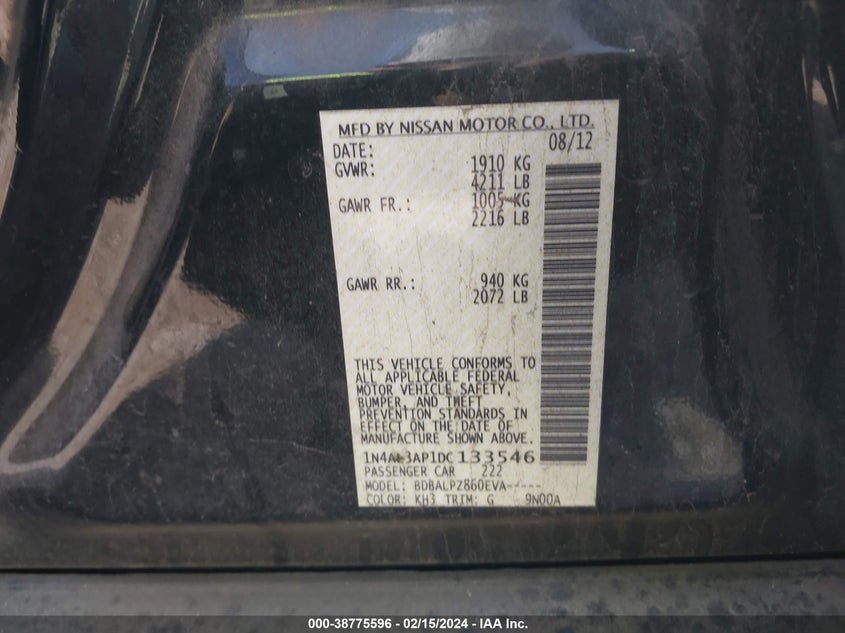 MFD BY NISSAN MOTOR CO., LTD.
DATE: 08/12
GVWR: 1910 KG
4211 LB
GAWR FR.: 1005 KG
2216 LB
GAWR RR.: 940 KG
2072 LB
THIS VEHICLE CONFORMS TO
ALL APPLICABLE FEDERAL
MOTOR VEHICLE SAFETY,
BUMPER, AND THEFT
PREVENTION STANDARDS IN
EFFECT ON THE DATE OF
MANUFACTURE SHOWN ABOVE.
1N4AL3AP1DC133546
PASSENGER CAR 222
MODEL: BDBALPZ860EVA-----
COLOR: KH3 TRIM: G 9N00A
000-38775596 - 02/15/2024 - IAA Inc.